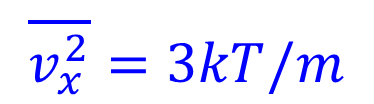 $\overline{v_x^2} = 3kT/m$